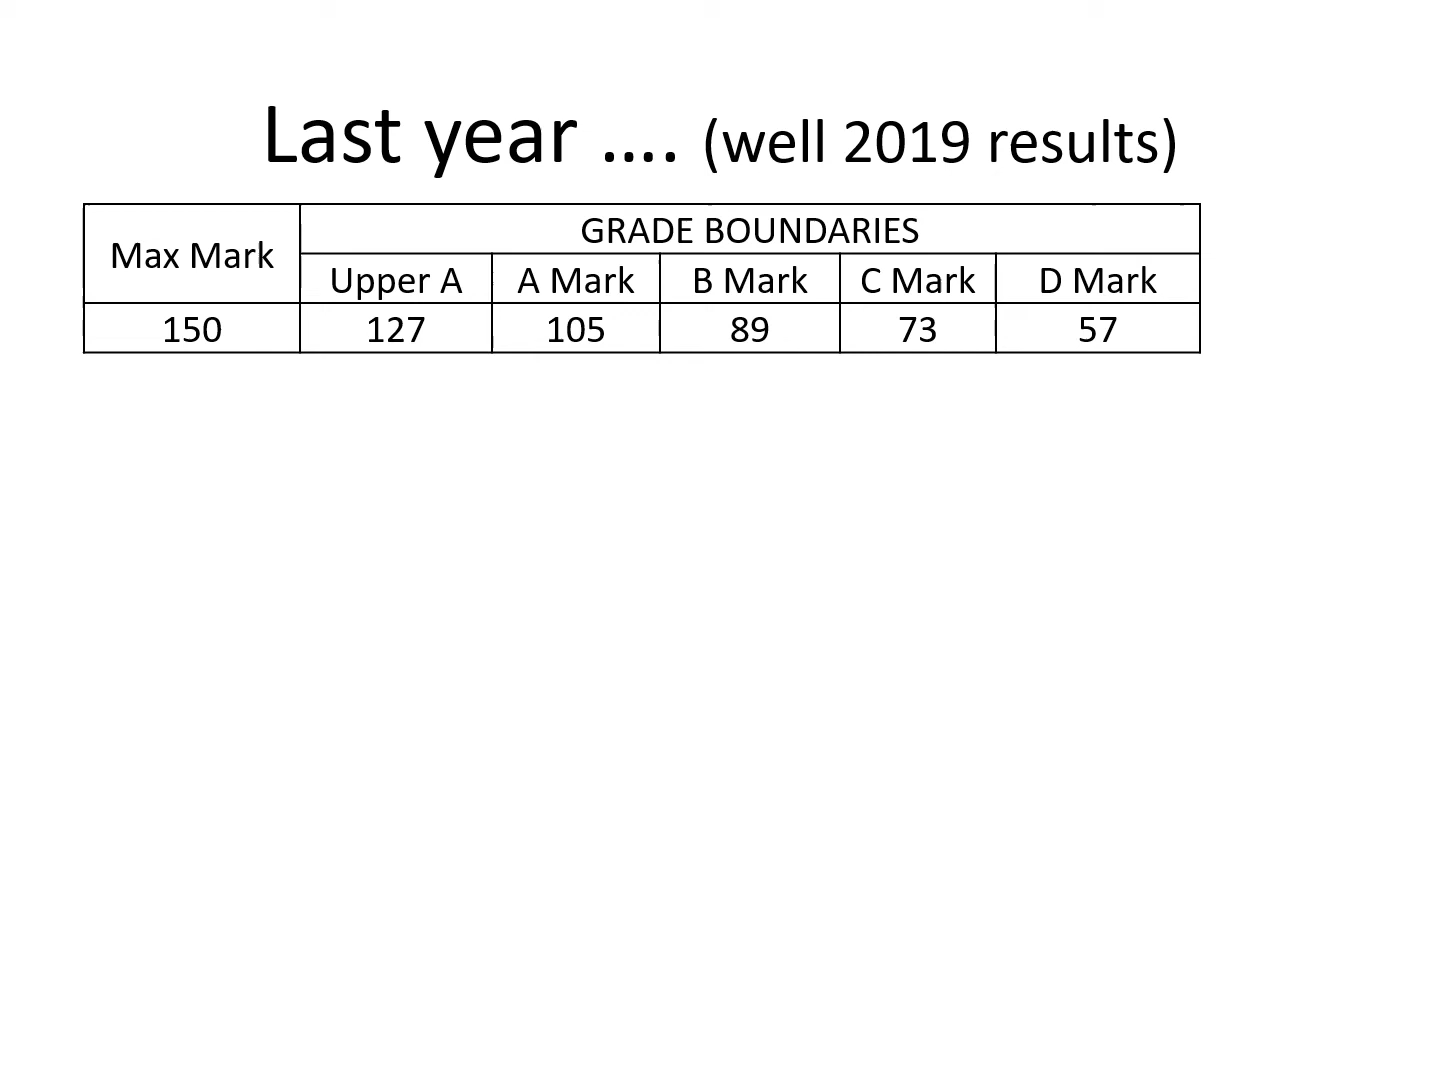 Last year .... (well 2019 results)
Max Mark
GRADE BOUNDARIES
Upper A A Mark B Mark C Mark D Mark
150 127 105 89 73 57